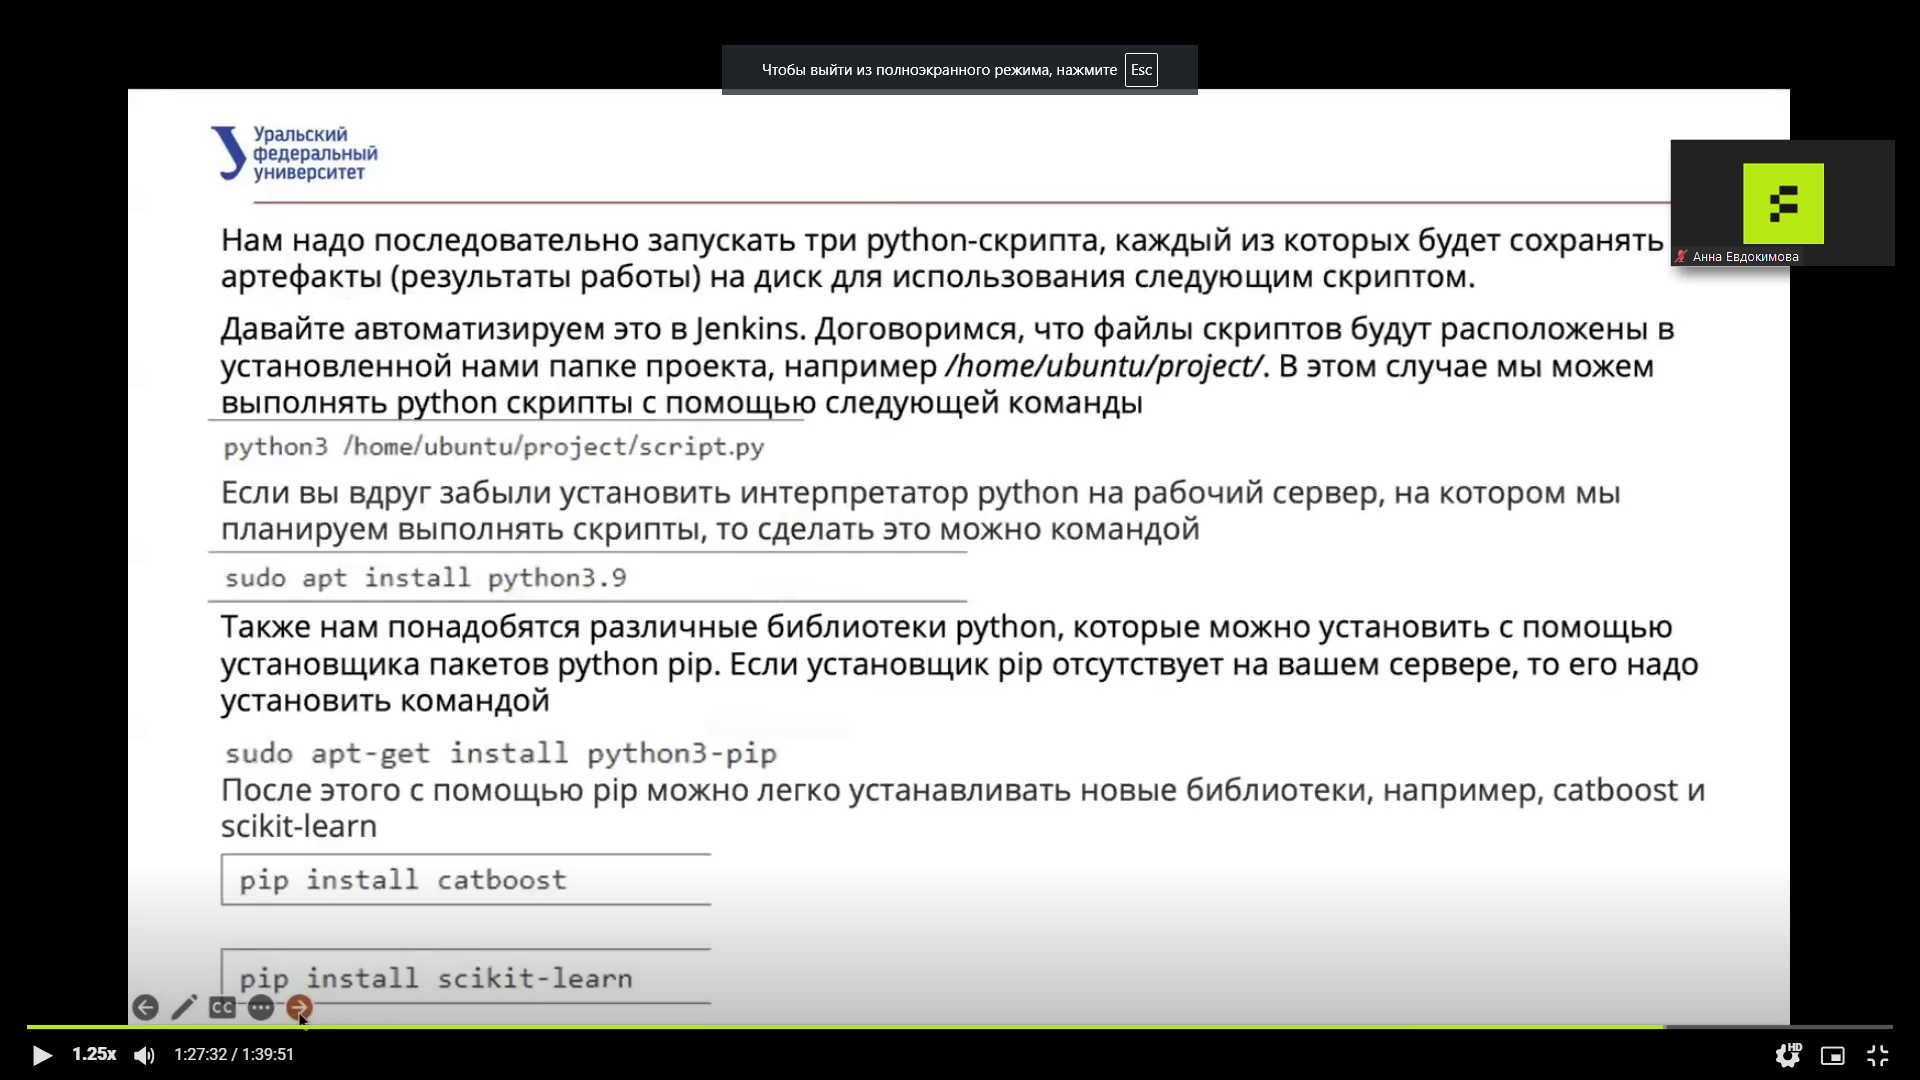 Чтобы выйти из полноэкранного режима, нажмите Esc
Уральский
федеральный
университет
Анна Евдокимова
Нам надо последовательно запускать три python-скрипта, каждый из которых будет сохранять
артефакты (результаты работы) на диск для использования следующим скриптом.
Давайте автоматизируем это в Jenkins. Договоримся, что файлы скриптов будут расположены в
установленной нами папке проекта, например /home/ubuntu/project/. В этом случае мы можем
выполнять python скрипты с помощью следующей команды
python3 /home/ubuntu/project/script.py
Если вы вдруг забыли установить интерпретатор python на рабочий сервер, на котором мы
планируем выполнять скрипты, то сделать это можно командой
sudo apt install python3.9
Также нам понадобятся различные библиотеки python, которые можно установить с помощью
установщика пакетов python pip. Если установщик pip отсутствует на вашем сервере, то его надо
установить командой
sudo apt-get install python3-pip
После этого с помощью pip можно легко устанавливать новые библиотеки, например, catboost и
scikit-learn
pip install catboost
pip install scikit-learn
CC
1.25x
1:27:32 / 1:39:51
HD